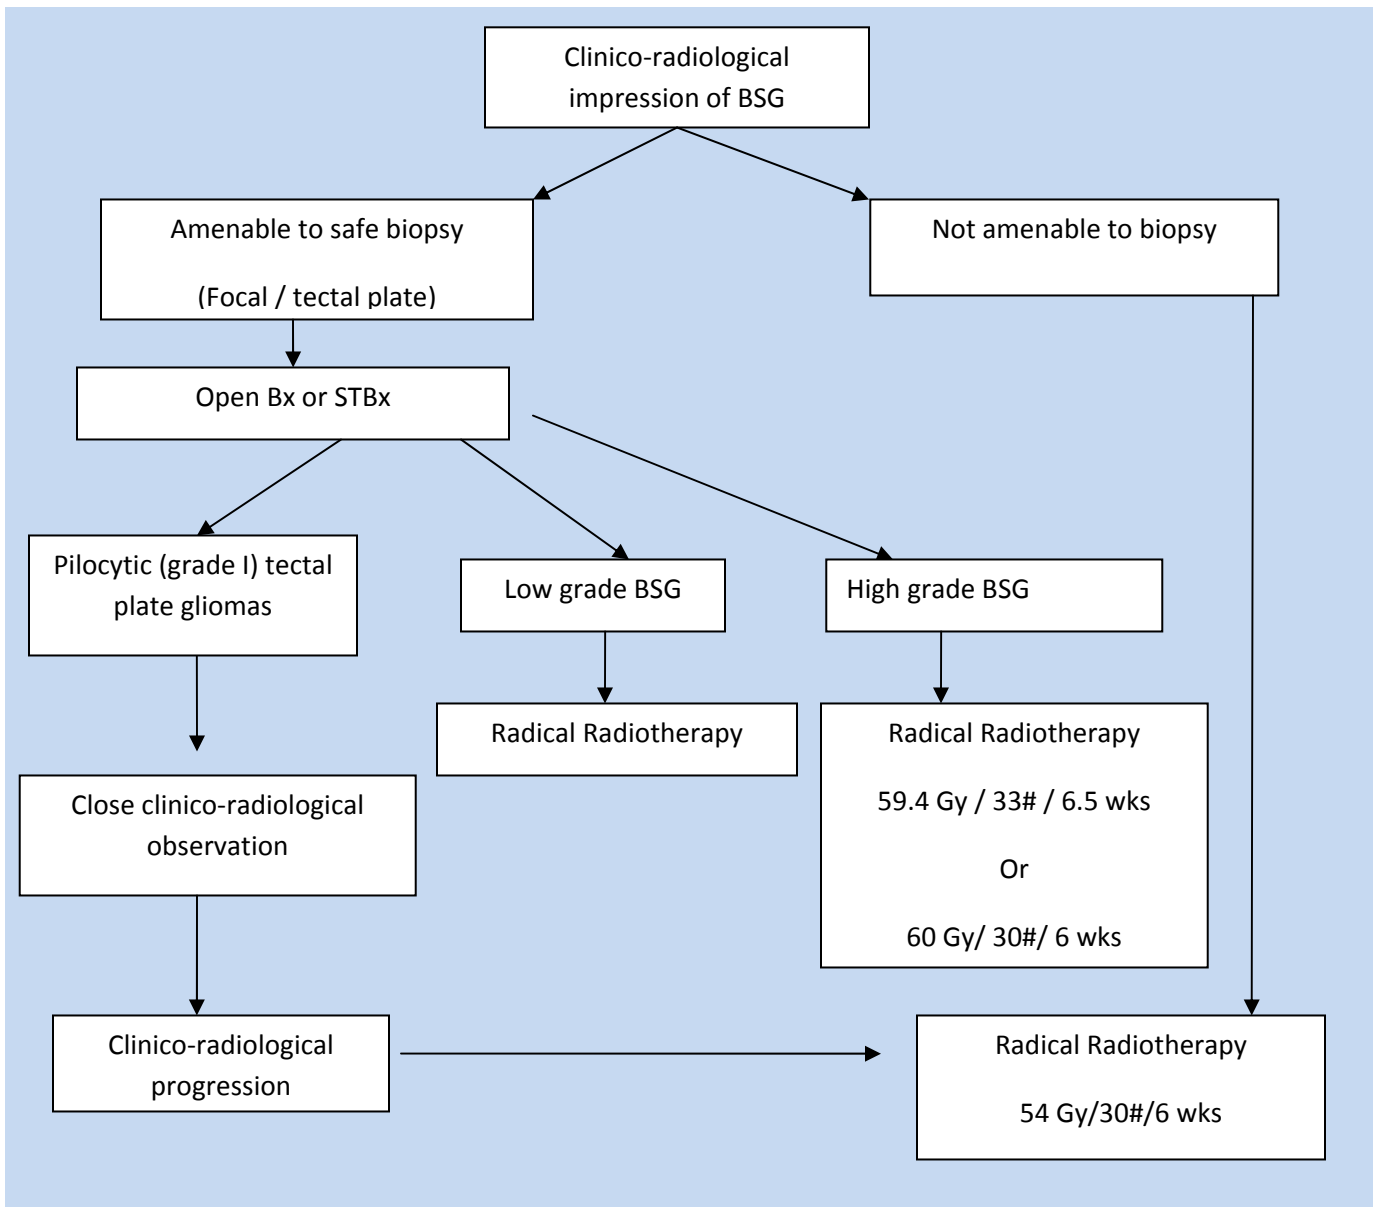 Clinico-radiological
impression of BSG
Amenable to safe biopsy
(Focal / tectal plate)
Not amenable to biopsy
Open Bx or STBx
Pilocytic (grade I) tectal
plate gliomas
Low grade BSG
High grade BSG
Radical Radiotherapy
Radical Radiotherapy
59.4 Gy / 33# / 6.5 wks
Or
60 Gy/ 30#/ 6 wks
Close clinico-radiological
observation
Clinico-radiological
progression
Radical Radiotherapy
54 Gy/30#/6 wks